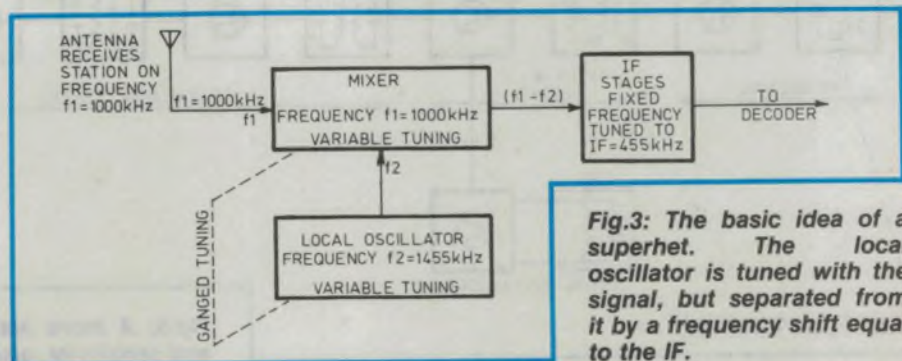 ANTENNA
RECEIVES
STATION ON
FREQUENCY
f1=1000kHz
f1=1000kHz
f1
MIXER
FREQUENCY f1=1000kHz
VARIABLE TUNING
(f1-f2)
IF
STAGES
FIXED
FREQUENCY
TUNED TO
IF=455kHz
TO
DECODER
f2
GANGED TUNING
LOCAL OSCILLATOR
FREQUENCY f2=1455kHz
VARIABLE TUNING
Fig.3: The basic idea of a
superhet. The loca
oscillator is tuned with the
signal, but separated from
it by a frequency shift equa
to the IF.